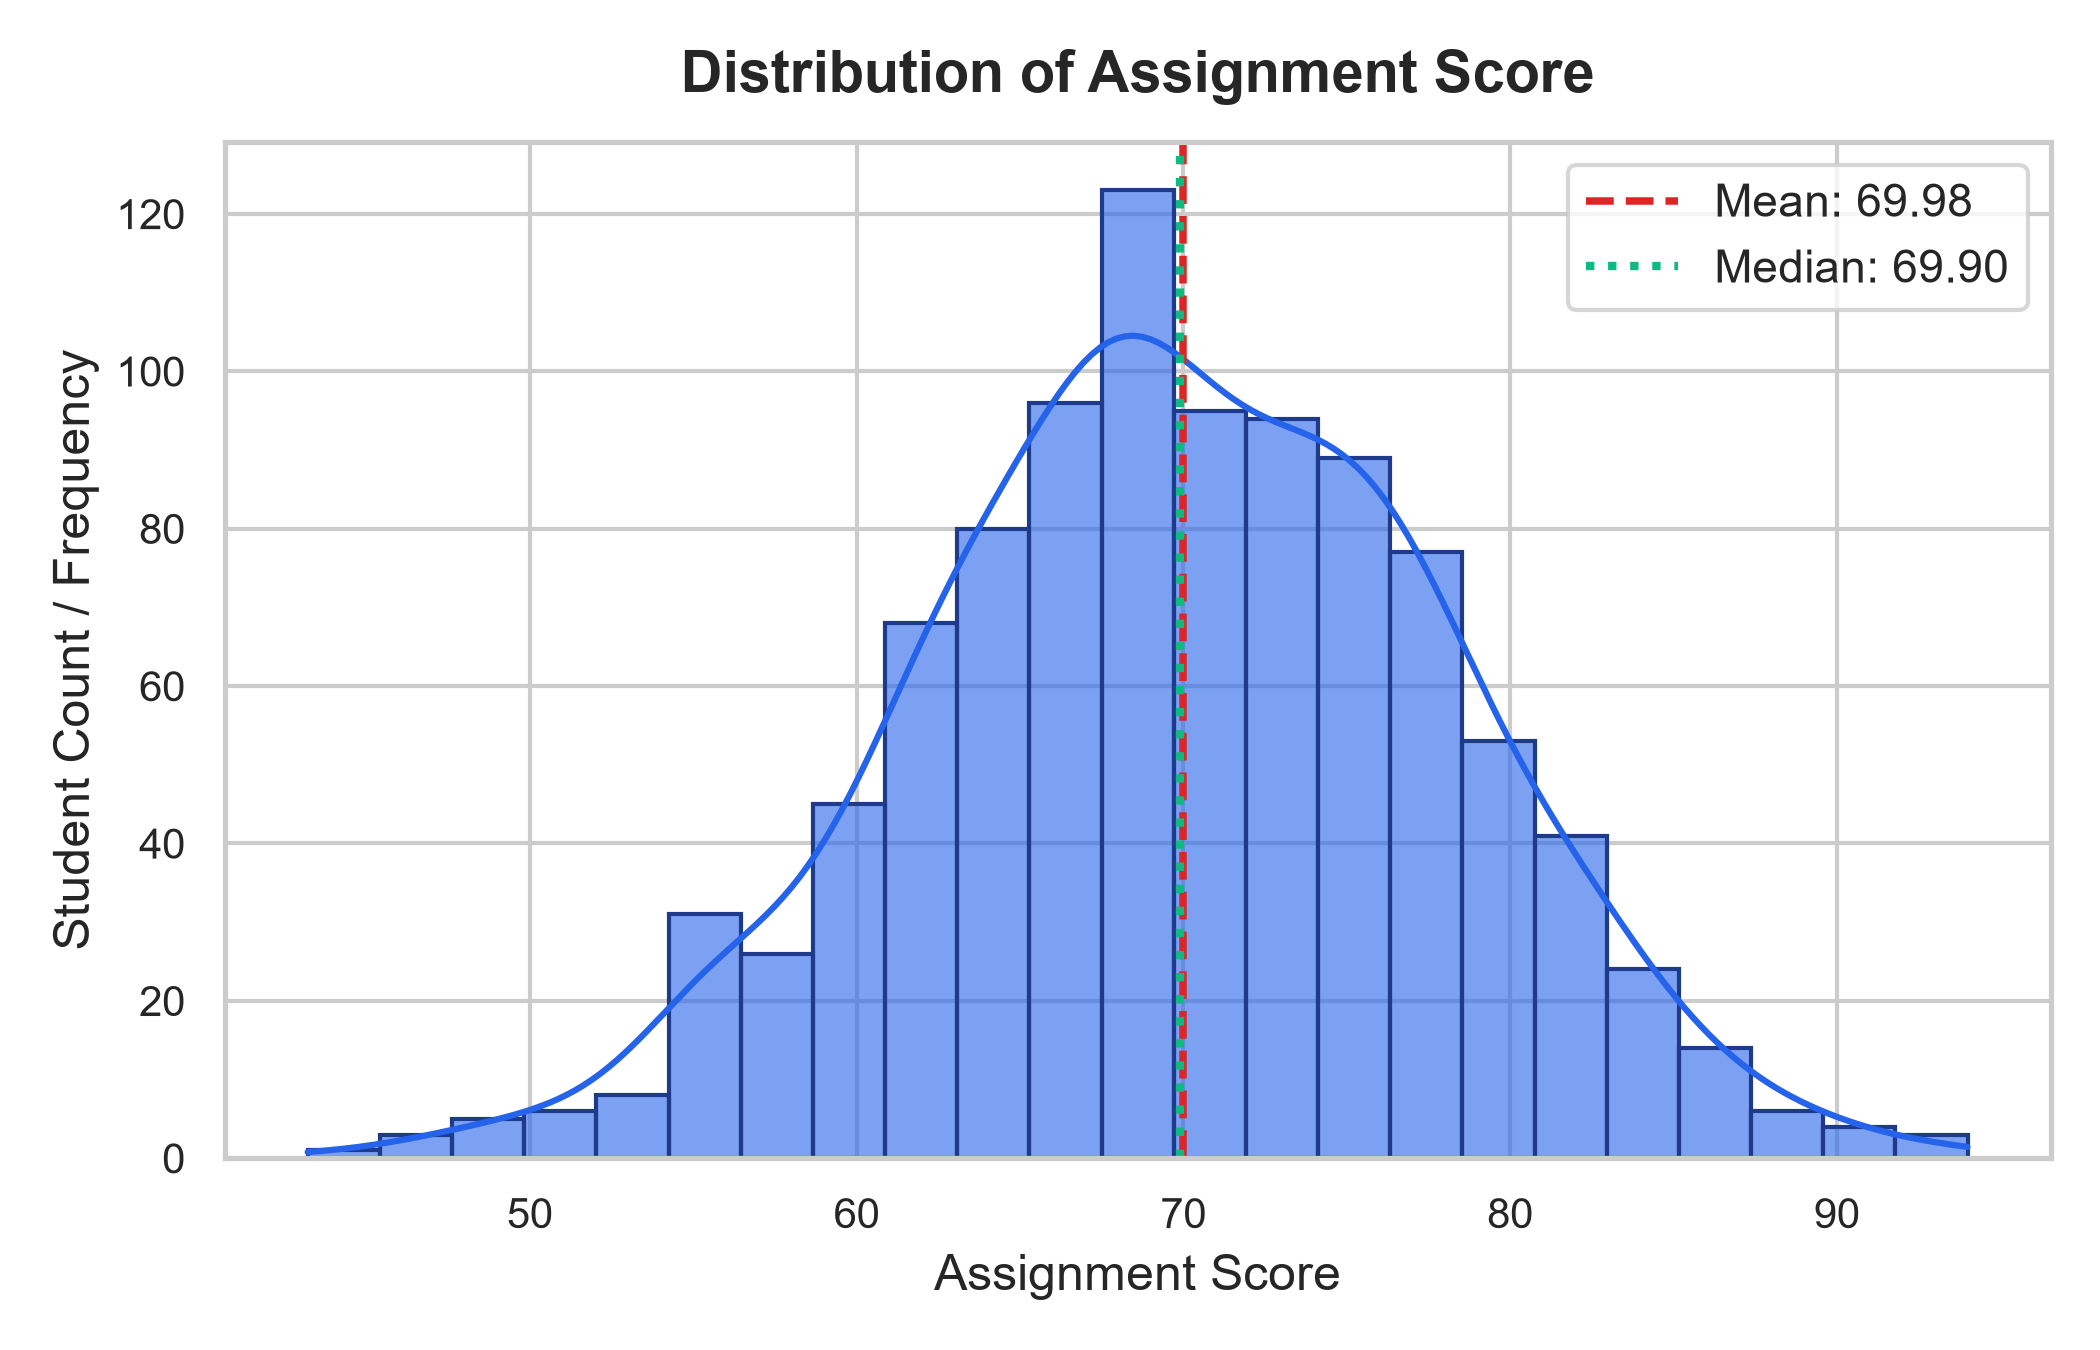 Distribution of Assignment Score
Mean: 69.98
Median: 69.90
Student Count / Frequency
120
100
80
60
40
20
0
50
60
70
80
90
Assignment Score